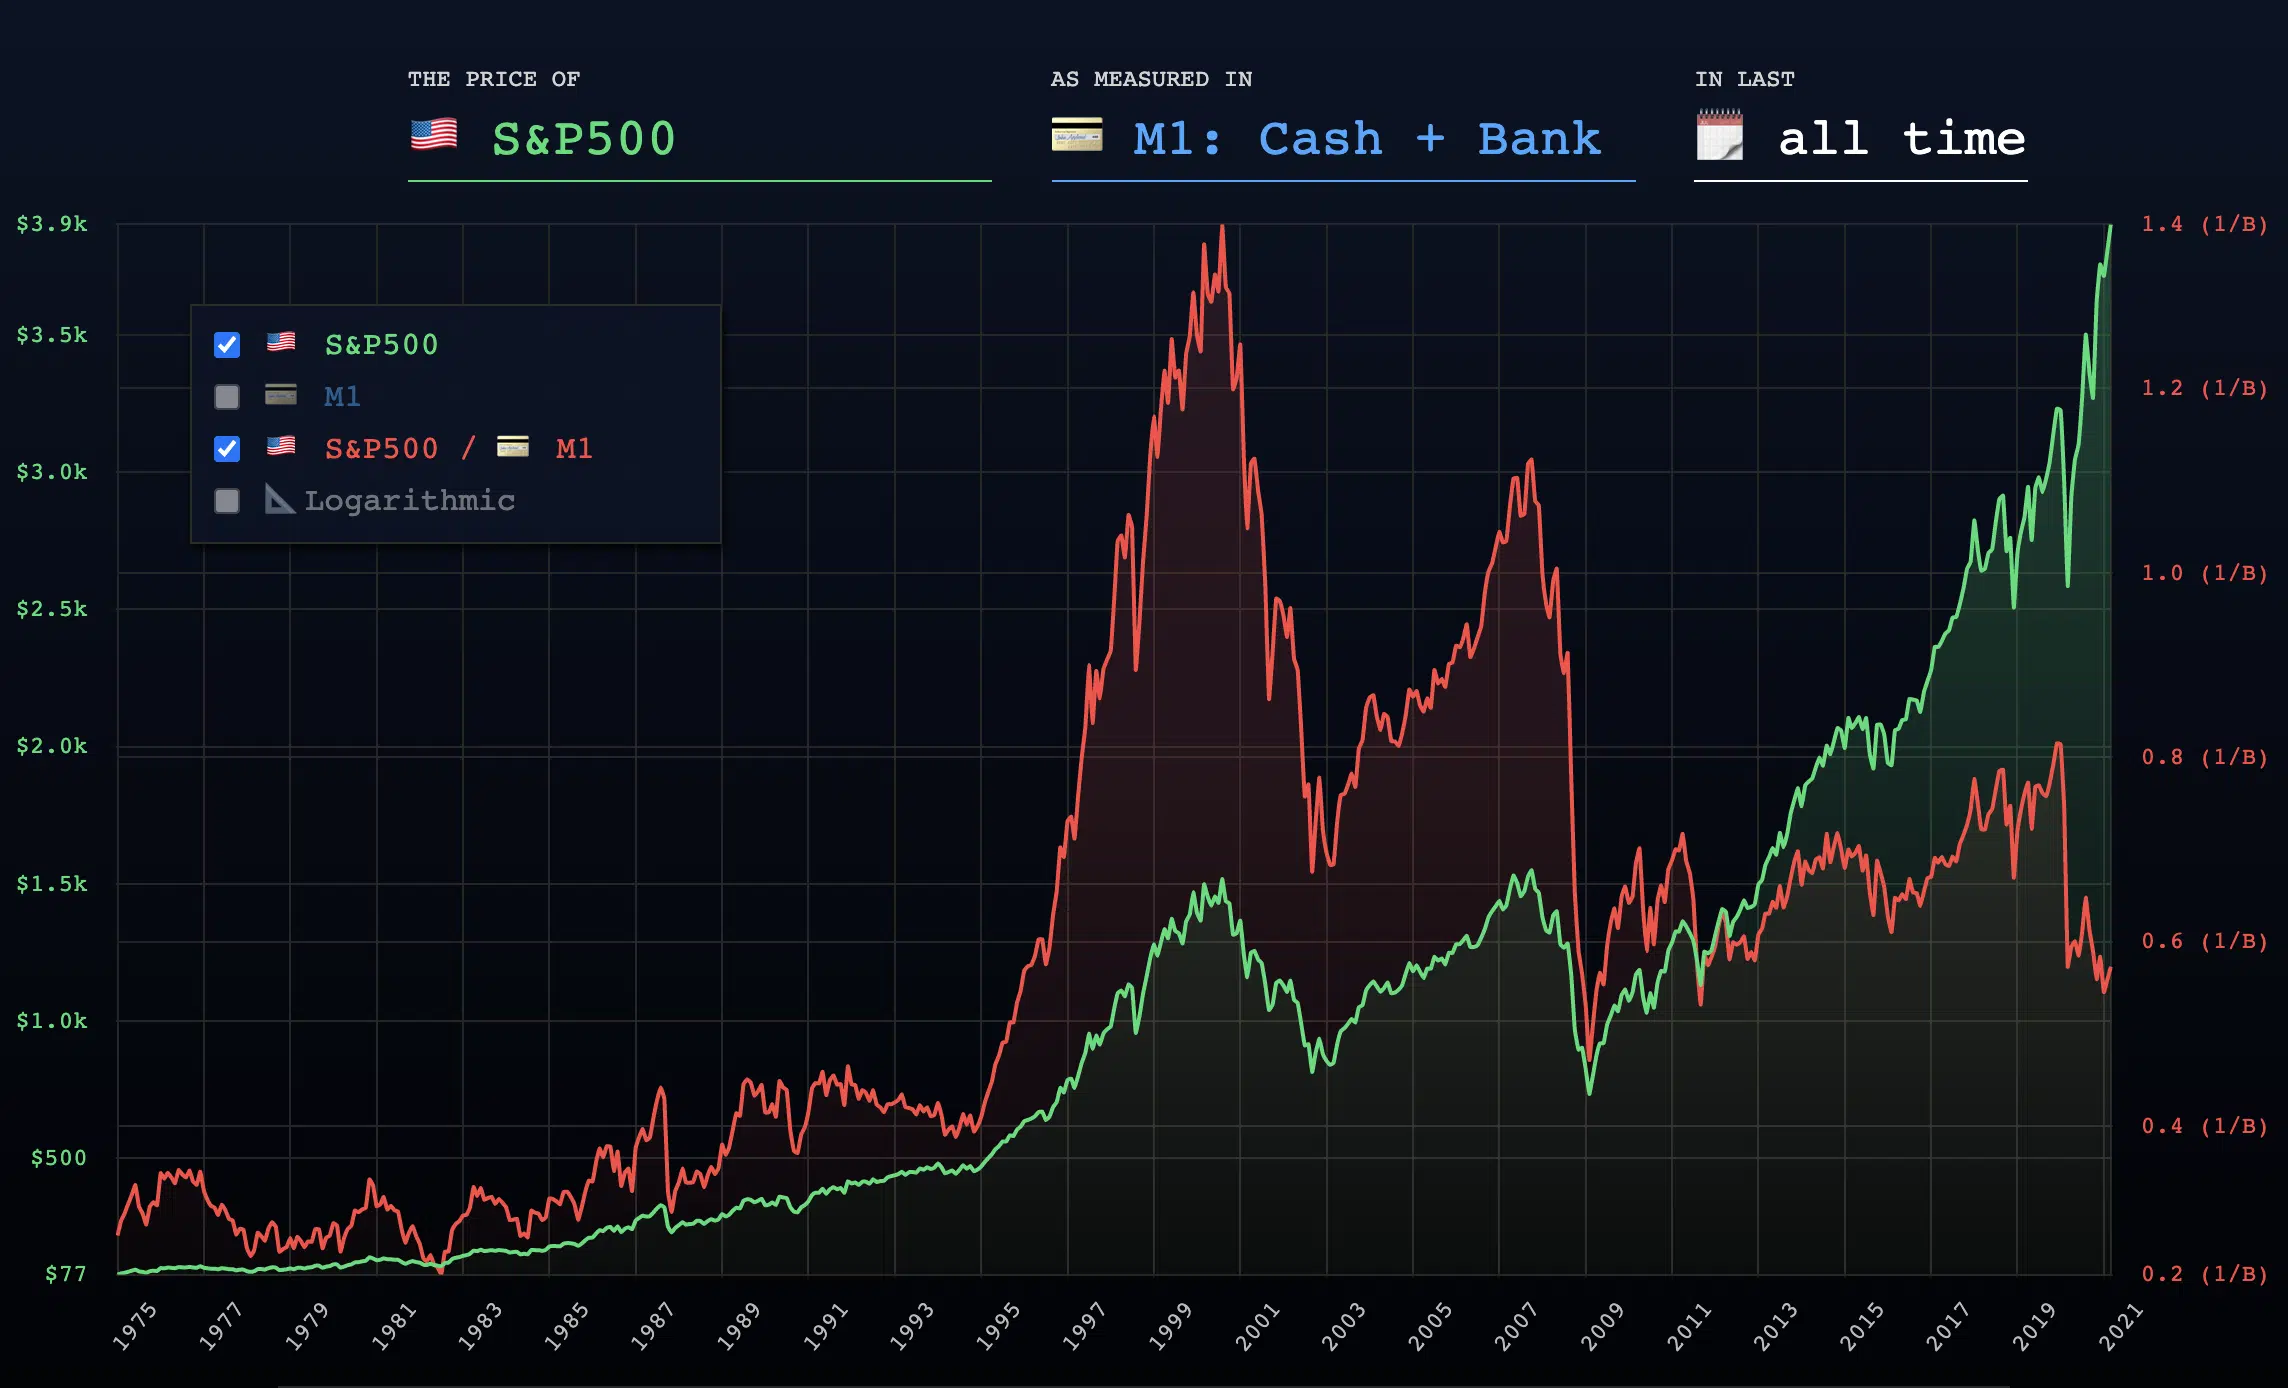 THE PRICE OF
S&P500
AS MEASURED IN
M1: Cash + Bank
IN LAST
all time
$3.9k
$3.5k
$3.0k
$2.5k
$2.0k
$1.5k
$1.0k
$500
$77
S&P500
M1
S&P500 / M1
Logarithmic
1.4 (1/B)
1.2 (1/B)
1.0 (1/B)
0.8 (1/B)
0.6 (1/B)
0.4 (1/B)
0.2 (1/B)
1975 1977 1979 1981 1983 1985 1987 1989 1991 1993 1995 1997 1999 2001 2003 2005 2007 2009 2011 2013 2015 2017 2019 2021